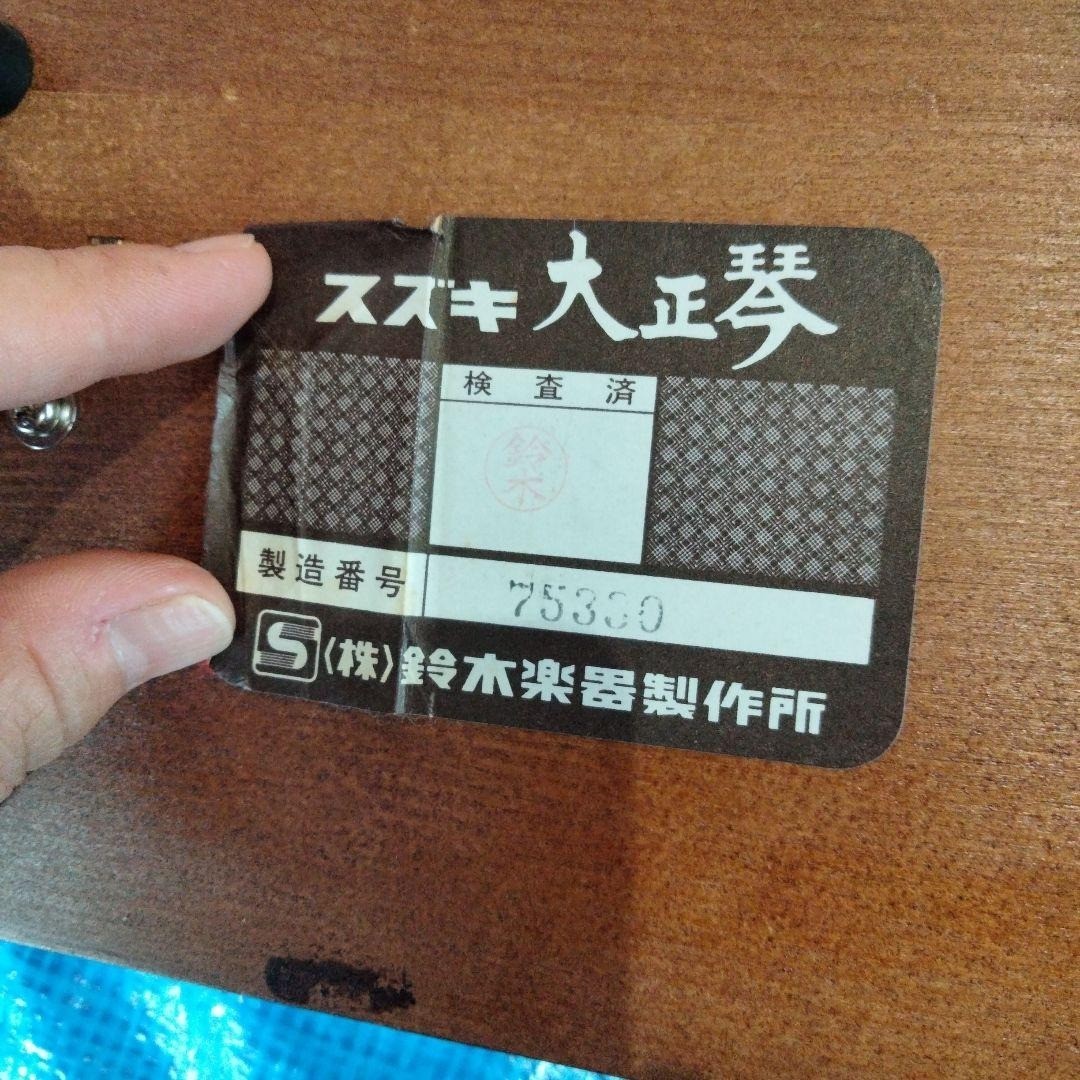 スズキ 大正琴
検査済
鈴木
製造番号 75330
S 〈株〉鈴木楽器製作所